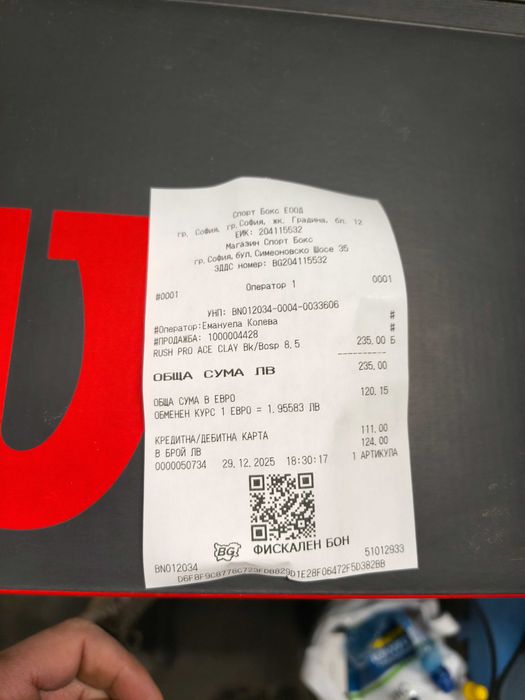 Спорт Бокс ЕООД
гр. София, гр.София, жк. Градина, бл. 12
ЕИК: 204115532
Магазин Спорт Бокс
гр.София, бул. Симеоновско Шосе 35
ЗДДС номер: BG204115532
Оператор 1
#0001 0001
УНП: BN012034-0004-0033606
#Оператор:Емануела Колева #
#ПРОДАЖБА: 1000004428 #
RUSH PRO ACE CLAY Bk/Bosp 8,5 235,00 Б
ОБЩА СУМА ЛВ 235,00
ОБЩА СУМА В ЕВРО 120,15
ОБМЕНЕН КУРС 1 ЕВРО = 1,95583 ЛВ
КРЕДИТНА/ДЕБИТНА КАРТА 111,00
В БРОЙ ЛВ 124,00
0000050734 29.12.2025 18:30:17 1 АРТИКУЛА
BG ФИСКАЛЕН БОН
BN012034 51012933